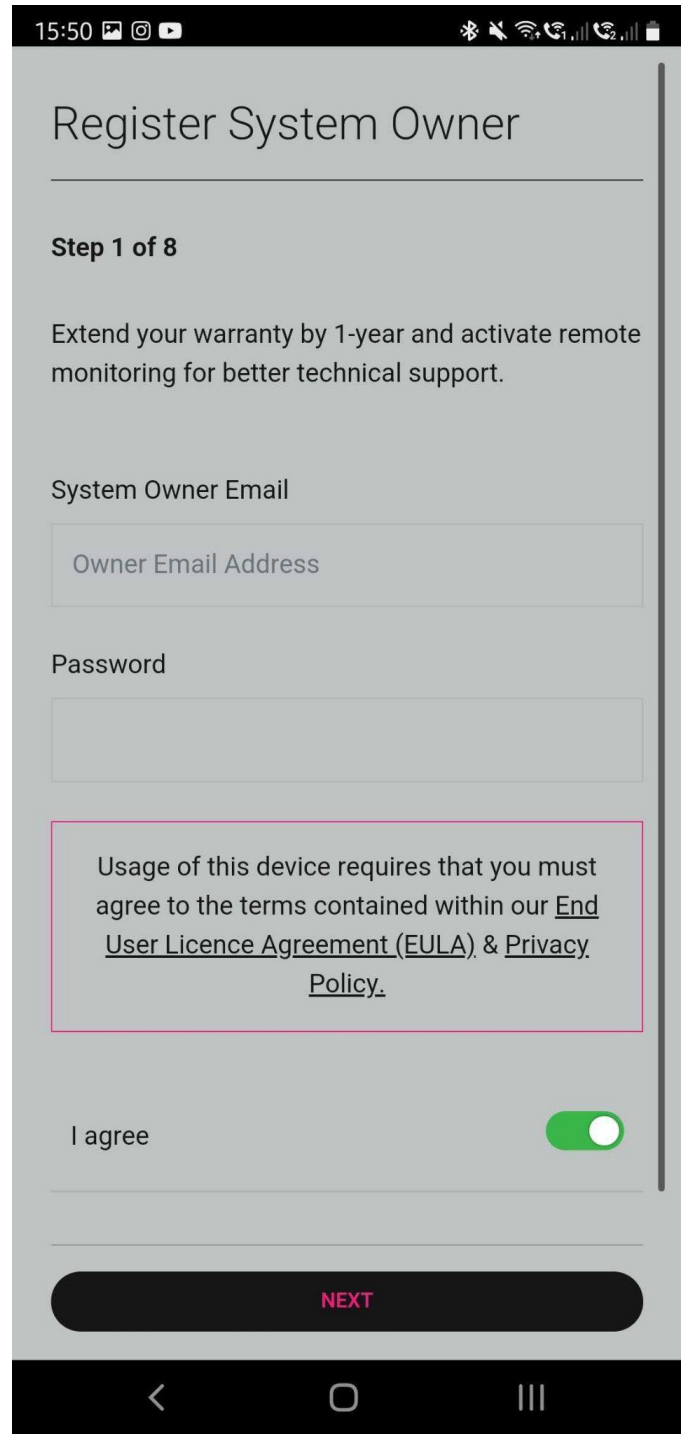 15:50
Register System Owner
Step 1 of 8
Extend your warranty by 1-year and activate remote
monitoring for better technical support.
System Owner Email
Owner Email Address
Password
Usage of this device requires that you must
agree to the terms contained within our End
User Licence Agreement (EULA) & Privacy
Policy.
I agree
NEXT